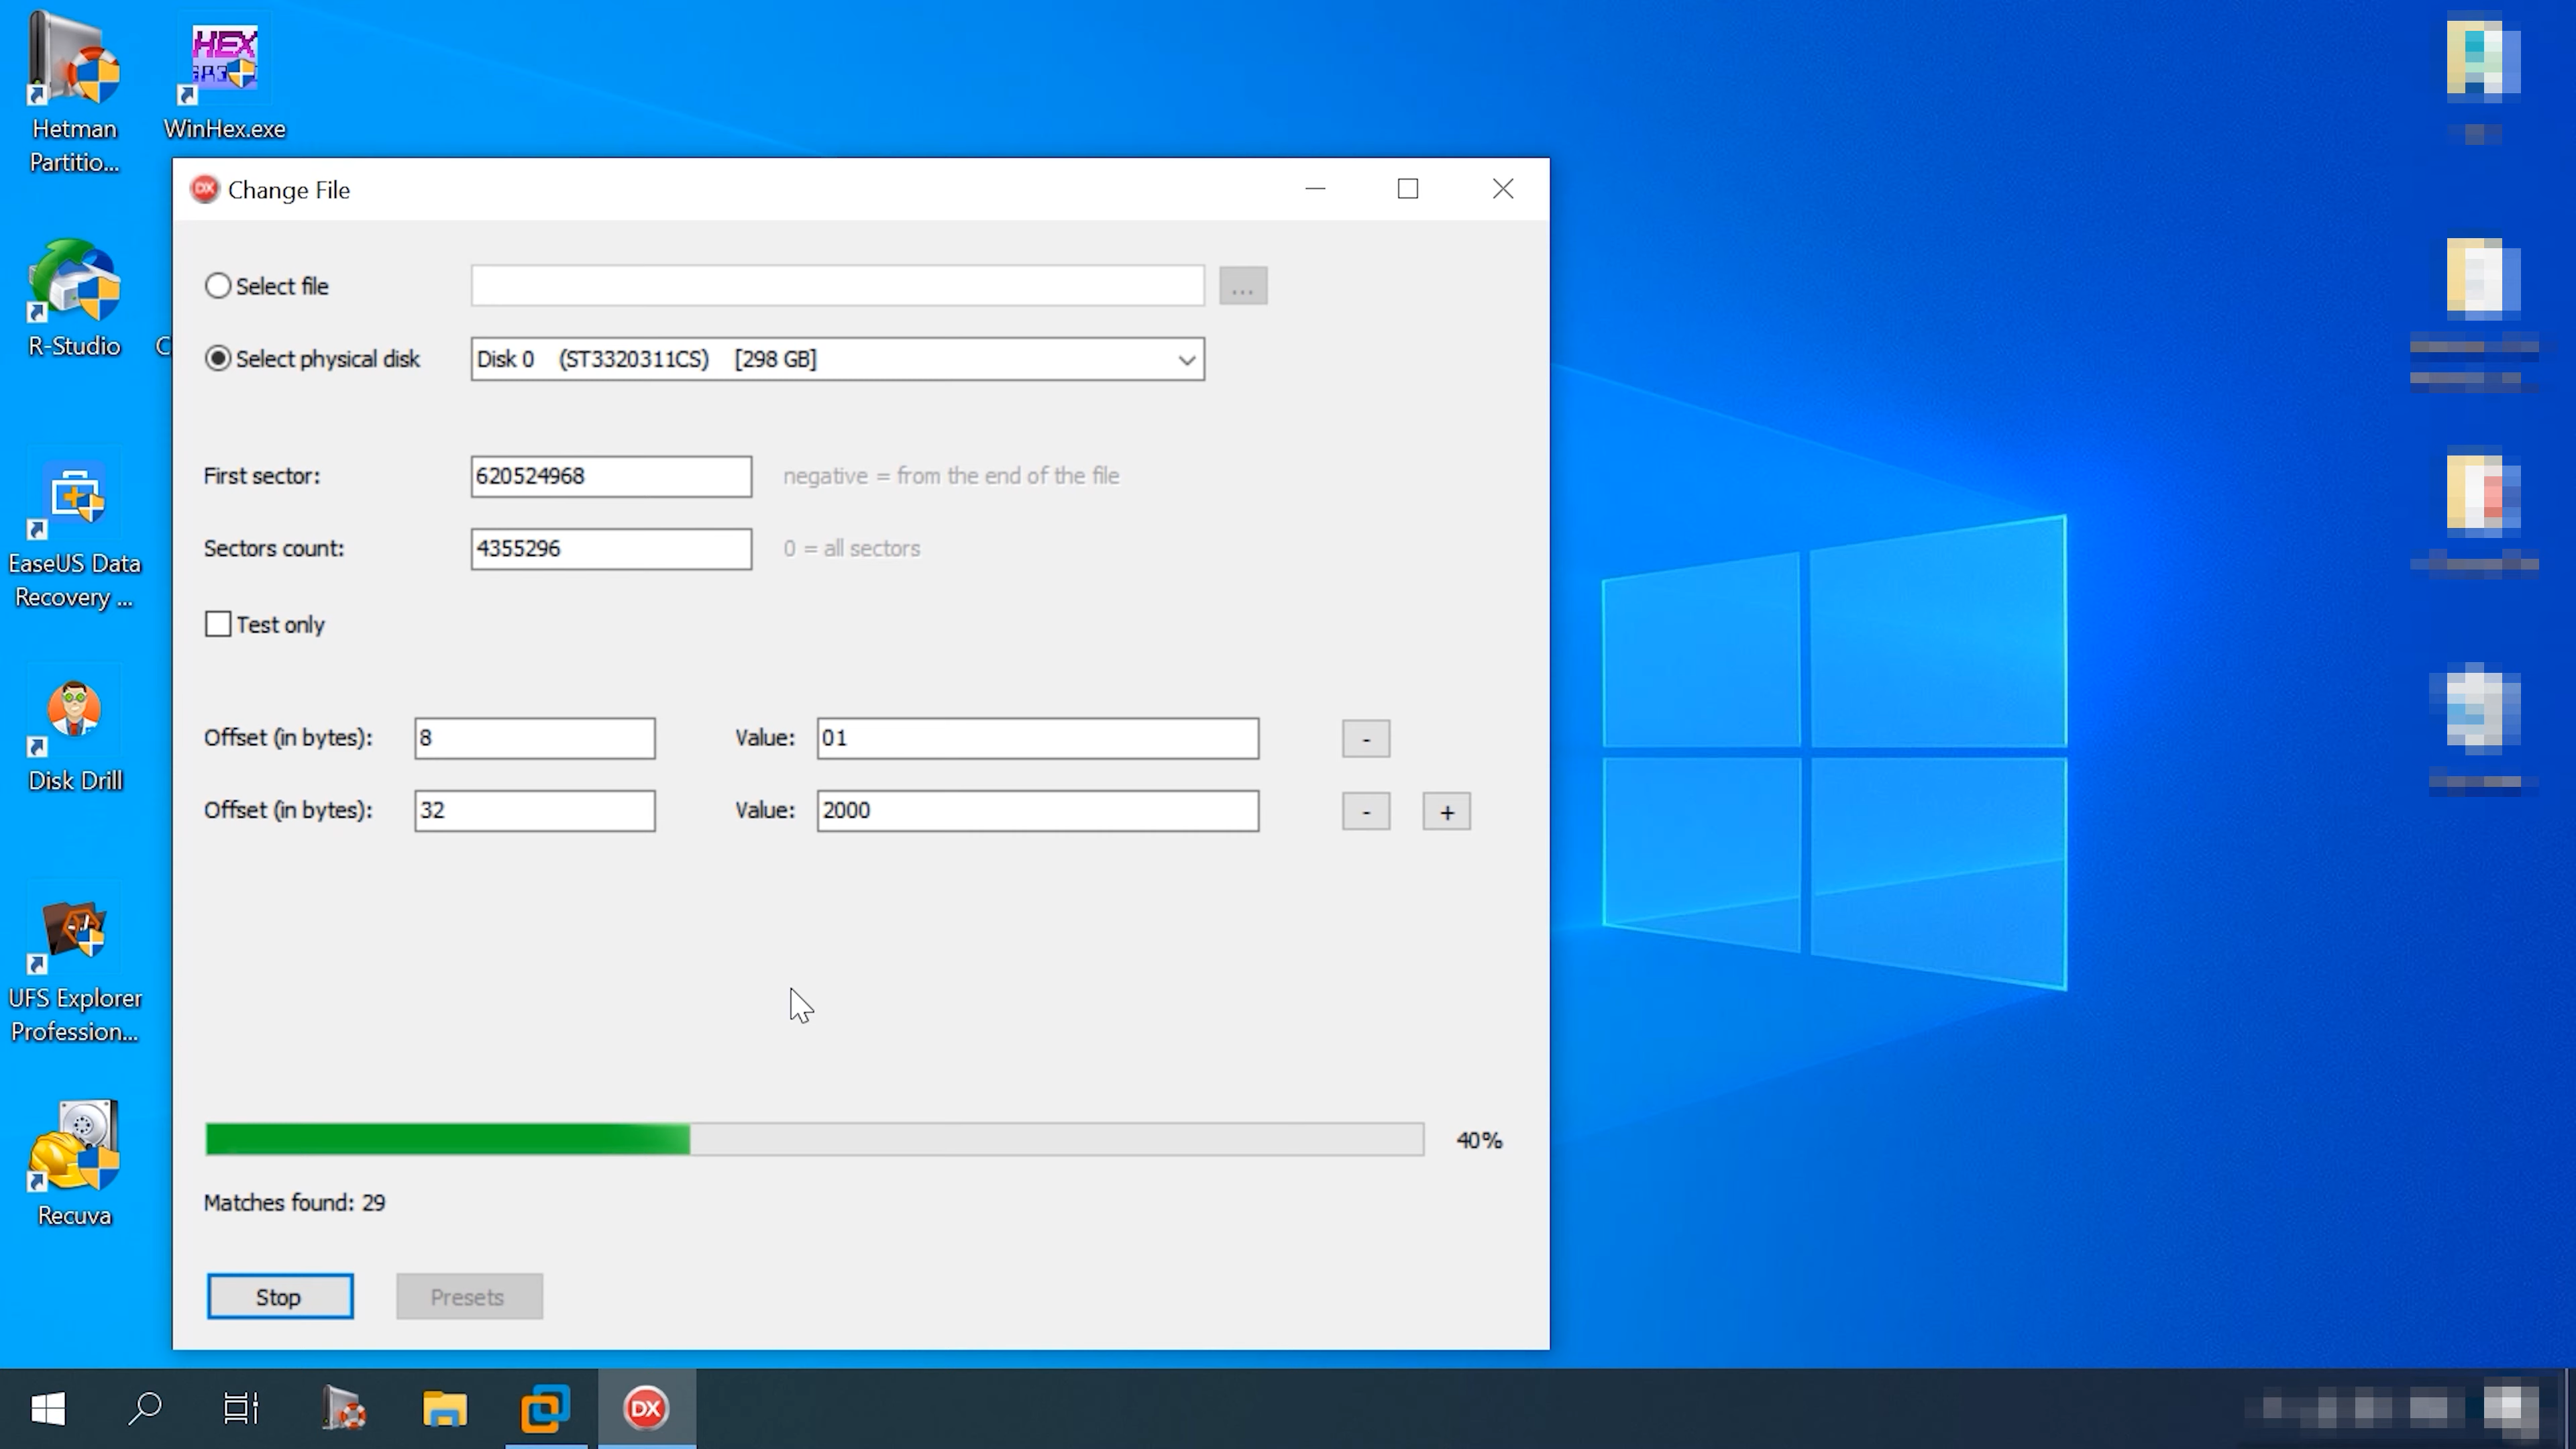 Hetman
Partitio...
WinHex.exe
R-Studio
C
EaseUS Data
Recovery ...
Disk Drill
UFS Explorer
Profession...
Recuva
Change File
Select file
...
Select physical disk
Disk 0 (ST3320311CS) [298 GB]
First sector:
620524968
negative = from the end of the file
Sectors count:
4355296
0 = all sectors
Test only
Offset (in bytes):
8
Value:
01
-
Offset (in bytes):
32
Value:
2000
-
+
40%
Matches found: 29
Stop
Presets
DX